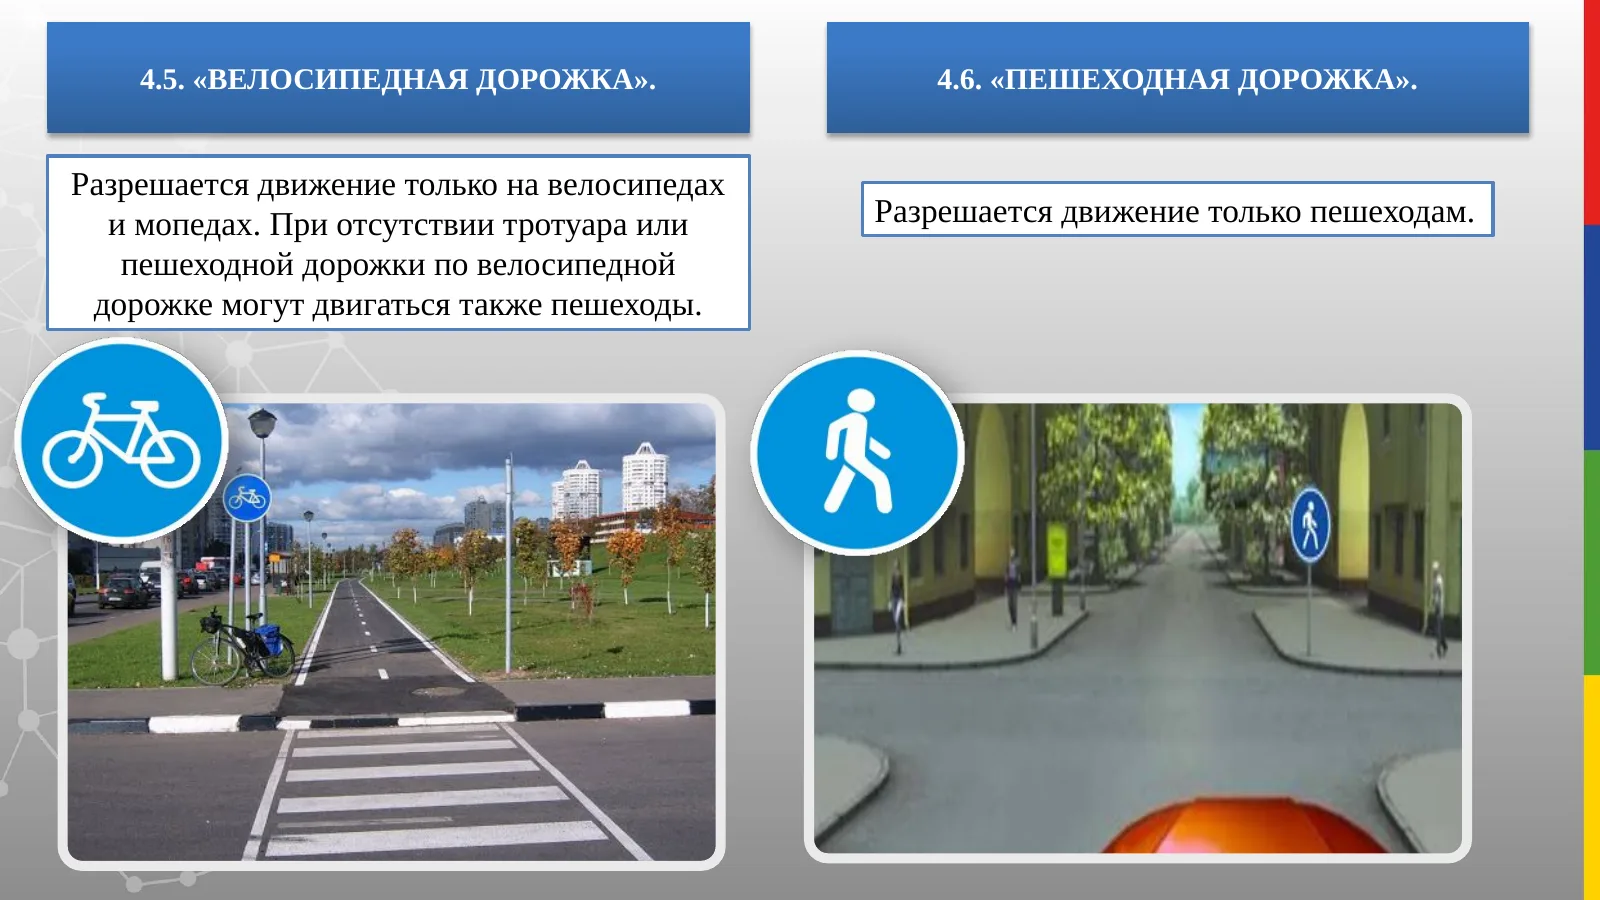 4.5. «ВЕЛОСИПЕДНАЯ ДОРОЖКА».
Разрешается движение только на велосипедах
и мопедах. При отсутствии тротуара или
пешеходной дорожки по велосипедной
дорожке могут двигаться также пешеходы.
4.6. «ПЕШЕХОДНАЯ ДОРОЖКА».
Разрешается движение только пешеходам.